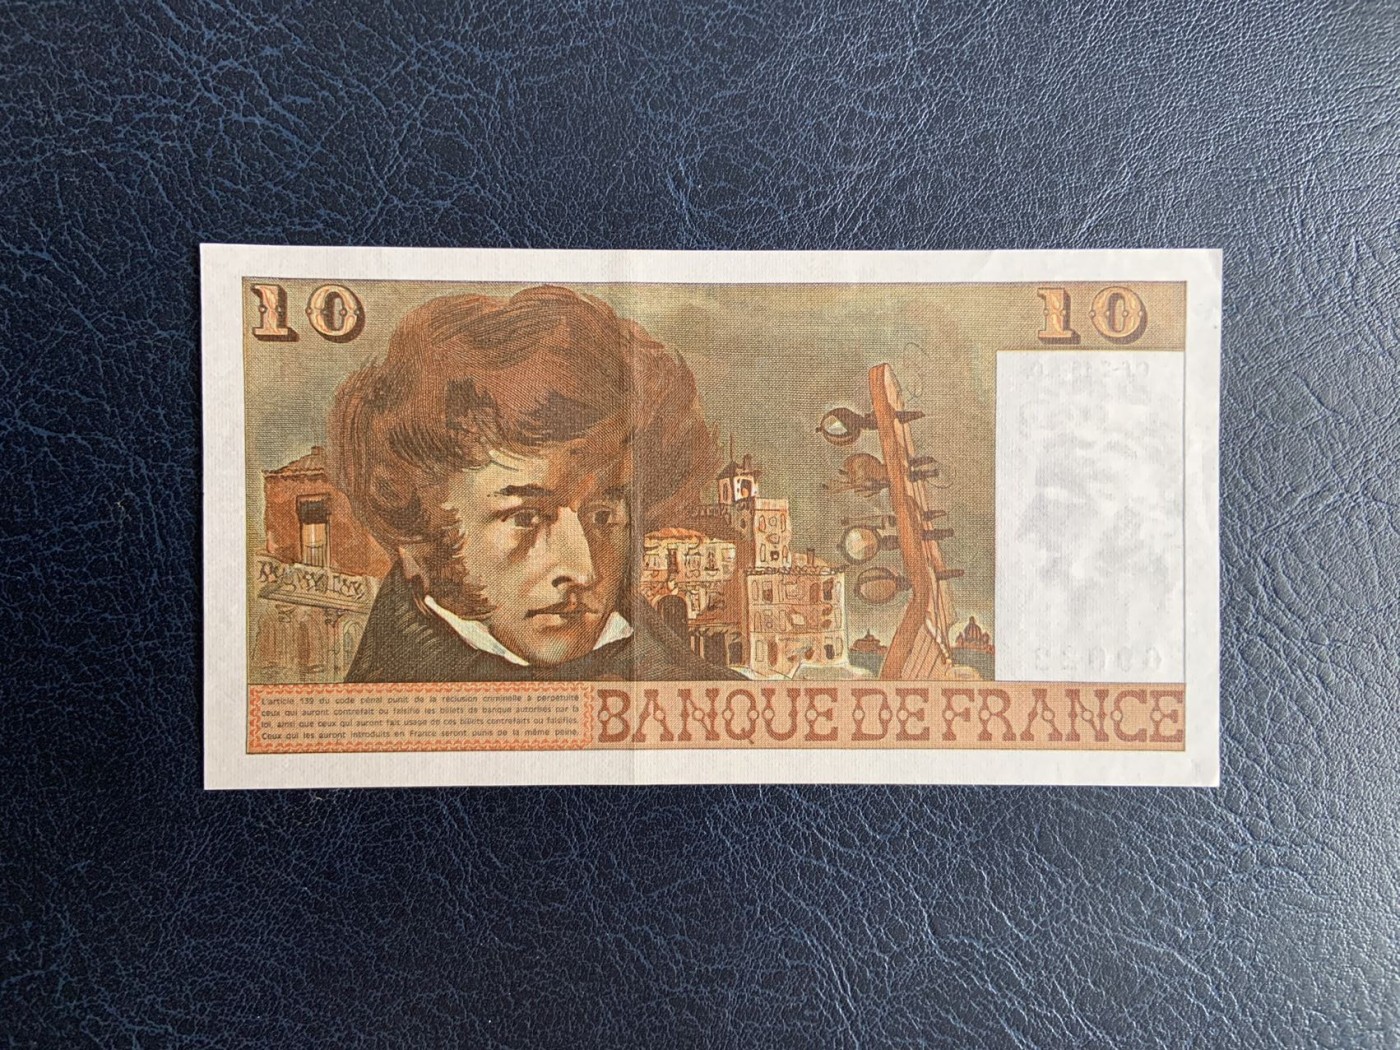 10
10
L'article 139 du code pénal punit de la réclusion criminelle à perpétuité
ceux qui auront contrefait ou falsifié les billets de banque autorisés par la
loi, ainsi que ceux qui auront fait usage de ces billets contrefaits ou falsifiés.
Ceux qui les auront introduits en France seront punis de la même peine.
BANQUE DE FRANCE